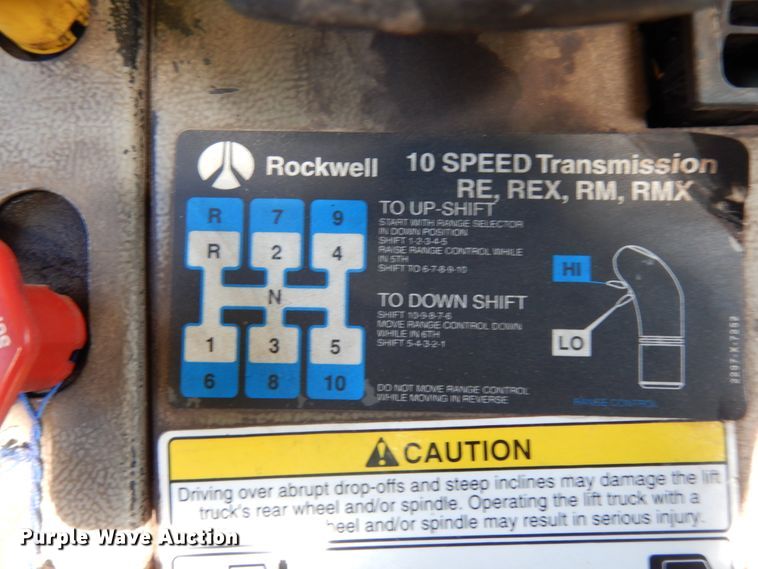 Rockwell 10 SPEED Transmission
RE, REX, RM, RMX
R 7 9
R 2 4
N
1 3 5
6 8 10
TO UP-SHIFT
START WITH RANGE SELECTOR
IN DOWN POSITION
SHIFT 1-2-3-4-5
RAISE RANGE CONTROL WHILE
IN 5TH
SHIFT TO 6-7-8-9-10
TO DOWN SHIFT
SHIFT 10-9-8-7-6
MOVE RANGE CONTROL DOWN
WHILE IN 6TH
SHIFT 5-4-3-2-1
DO NOT MOVE RANGE CONTROL
WHILE MOVING IN REVERSE
HI
LO
RANGE CONTROL
2297-X-7252
CAUTION
Driving over abrupt drop-offs and steep inclines may damage the lift
truck's rear wheel and/or spindle. Operating the lift truck with a
heel and/or spindle may result in serious injury.
Purple Wave Auction